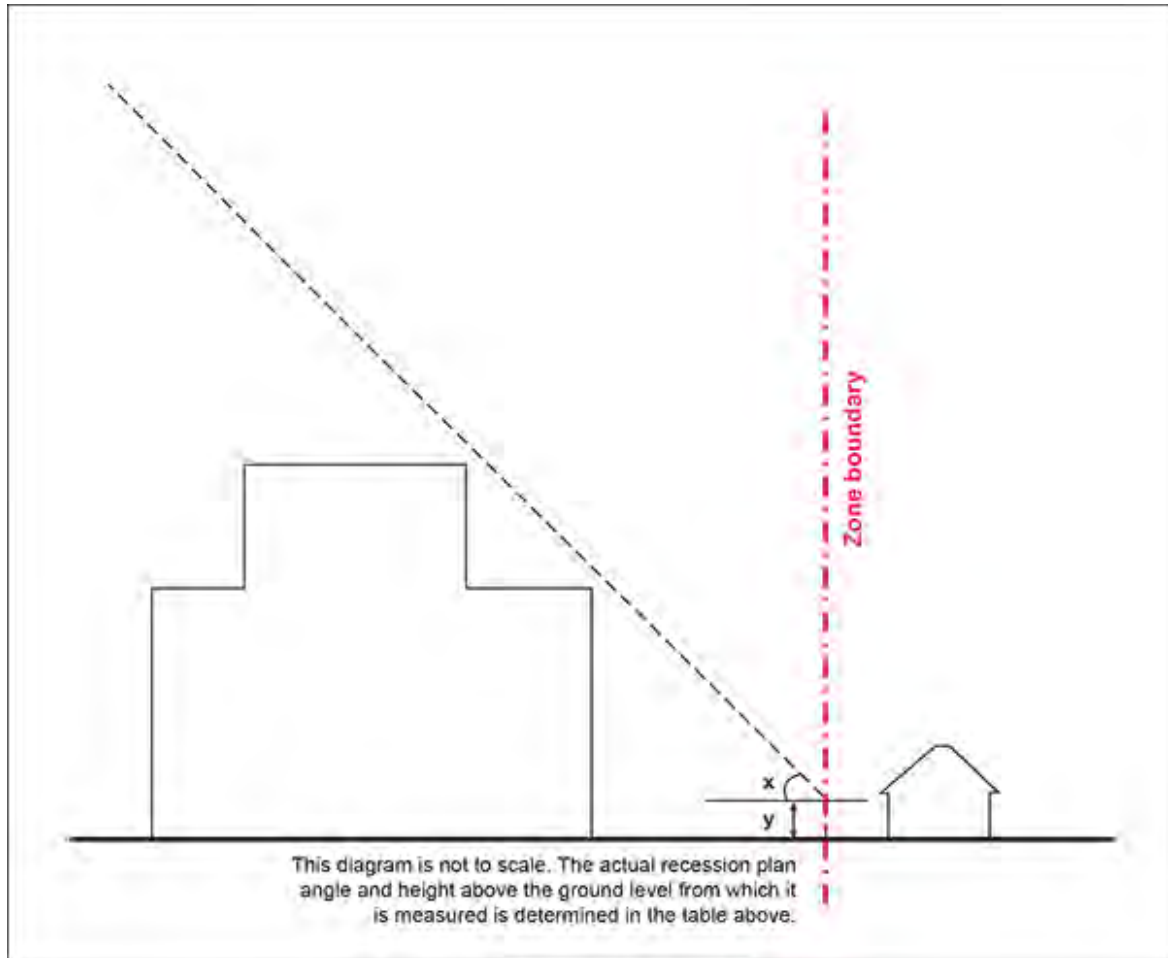 Zone boundary
x
y
This diagram is not to scale. The actual recession plan
angle and height above the ground level from which it
is measured is determined in the table above.